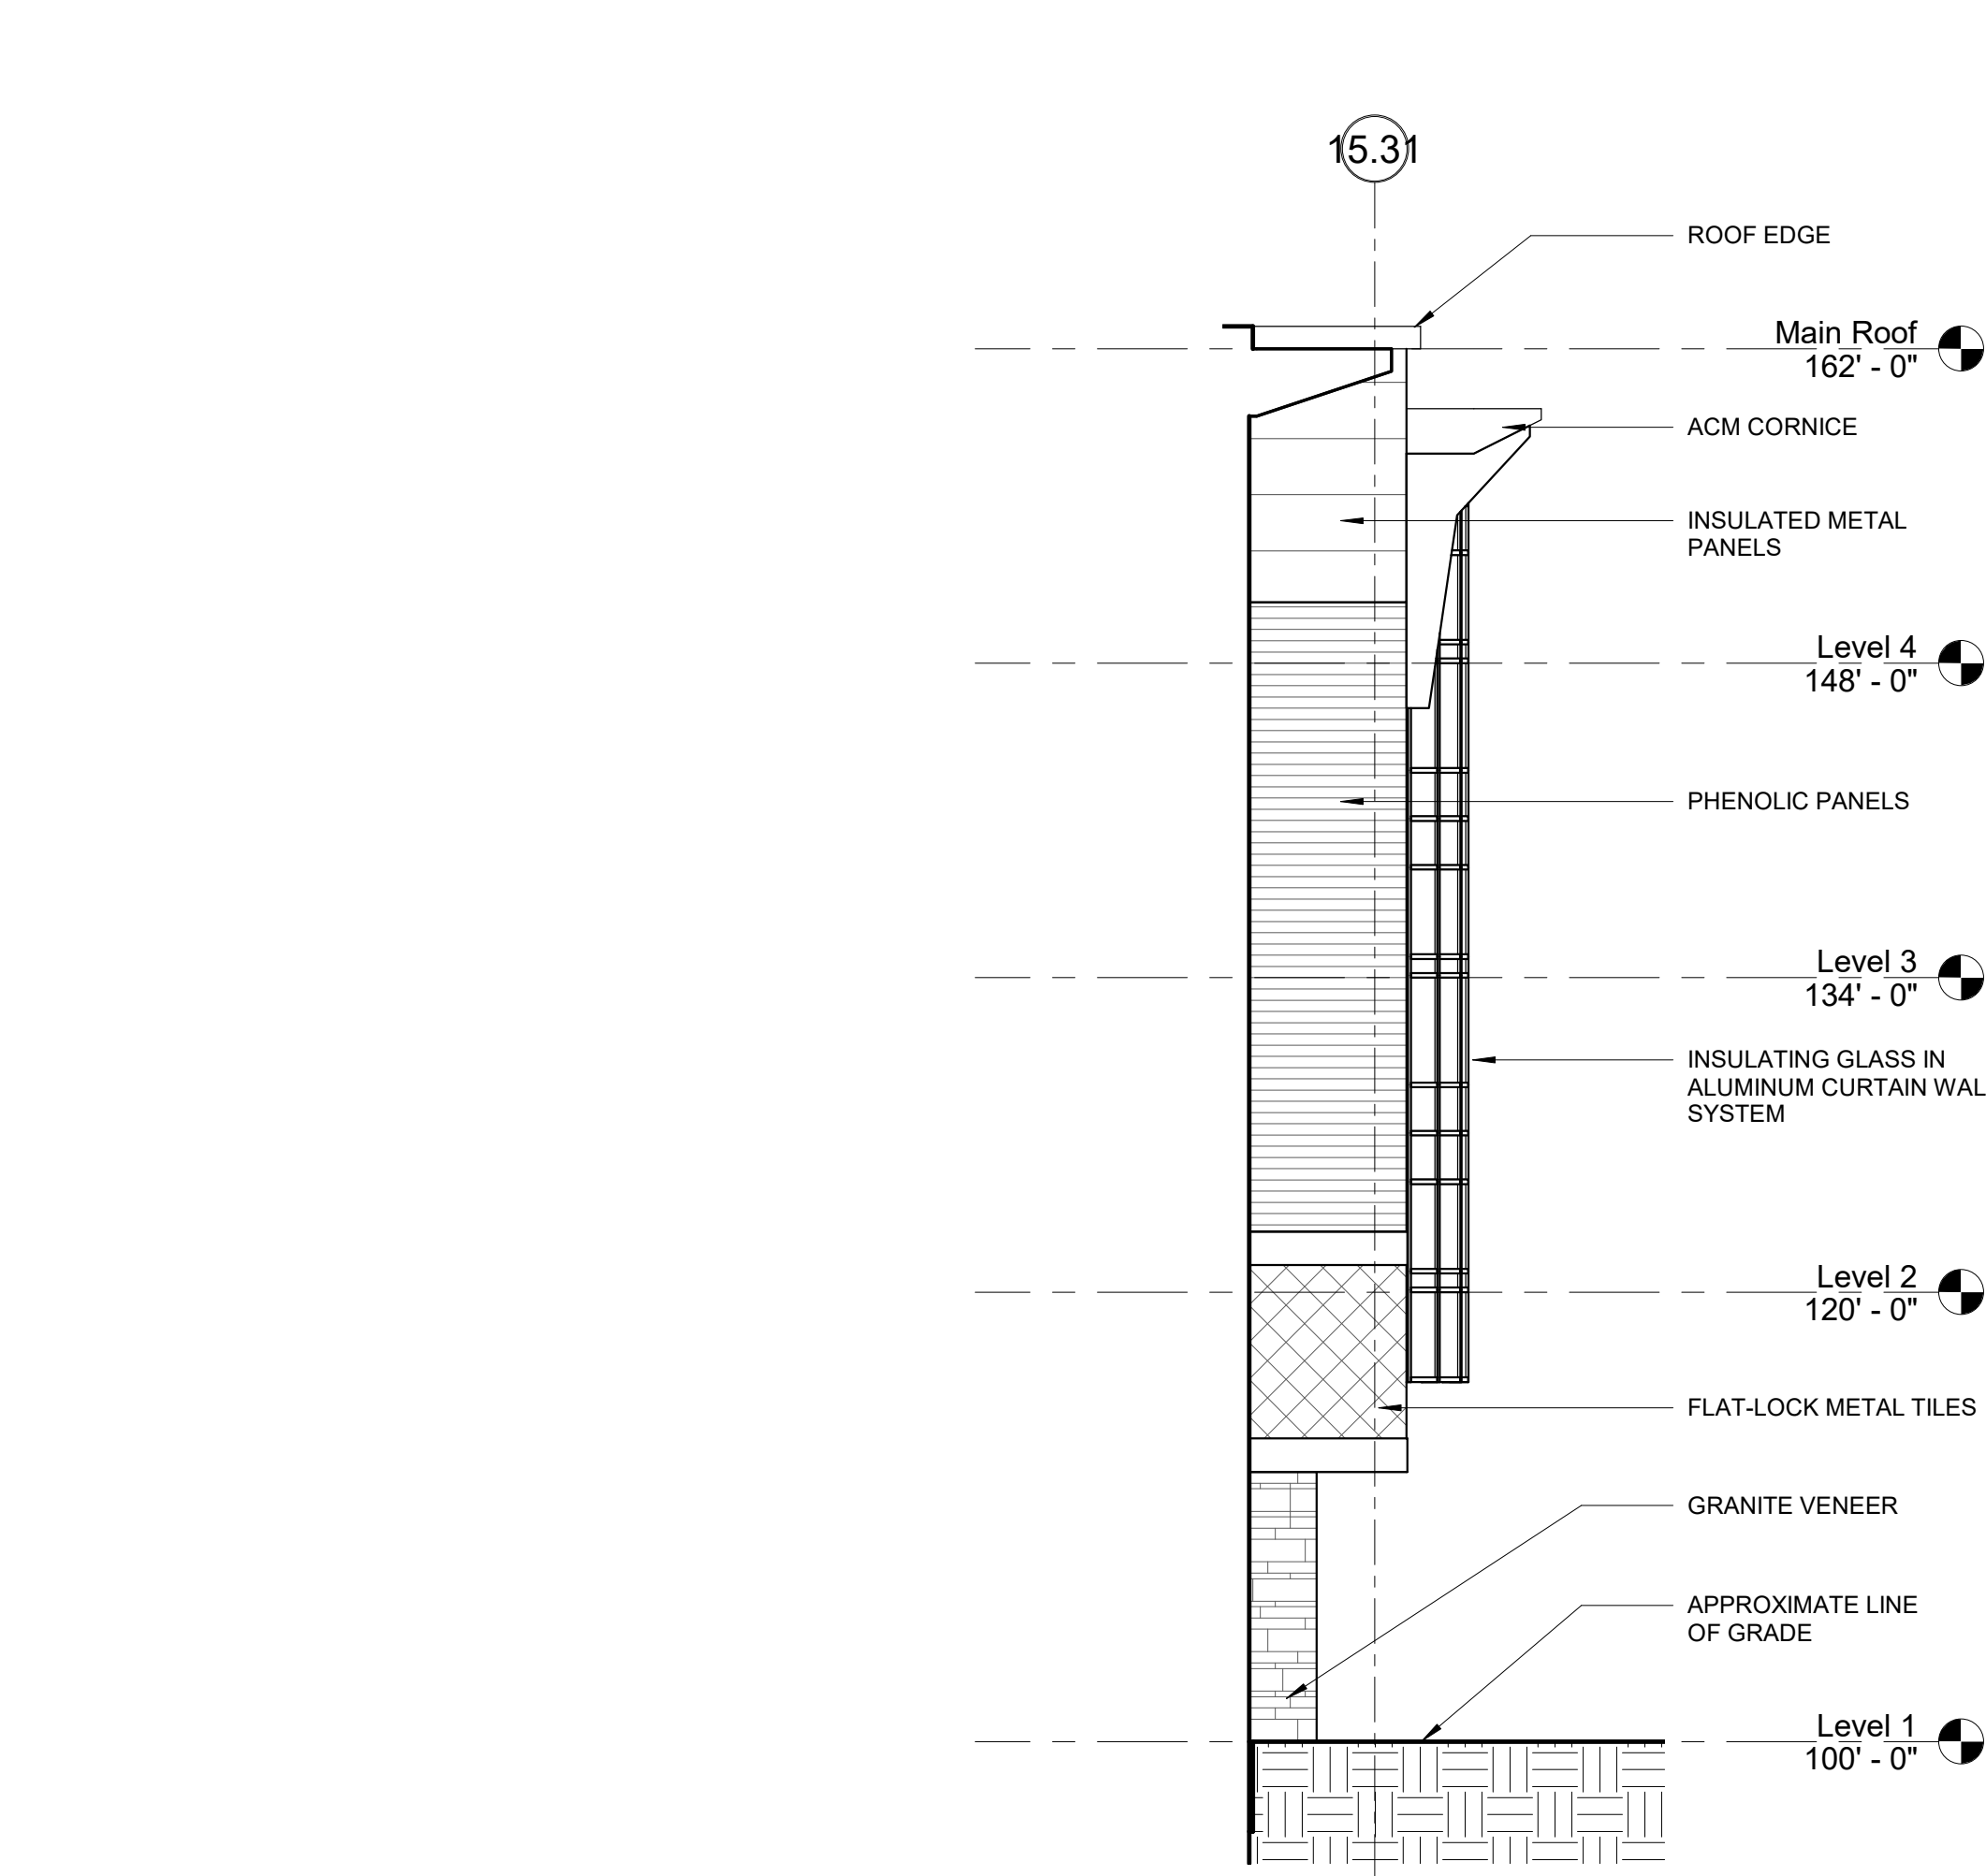 15.31
ROOF EDGE
Main Roof
162' - 0"
ACM CORNICE
INSULATED METAL
PANELS
Level 4
148' - 0"
PHENOLIC PANELS
Level 3
134' - 0"
INSULATING GLASS IN
ALUMINUM CURTAIN WAL
SYSTEM
Level 2
120' - 0"
FLAT-LOCK METAL TILES
GRANITE VENEER
APPROXIMATE LINE
OF GRADE
Level 1
100' - 0"